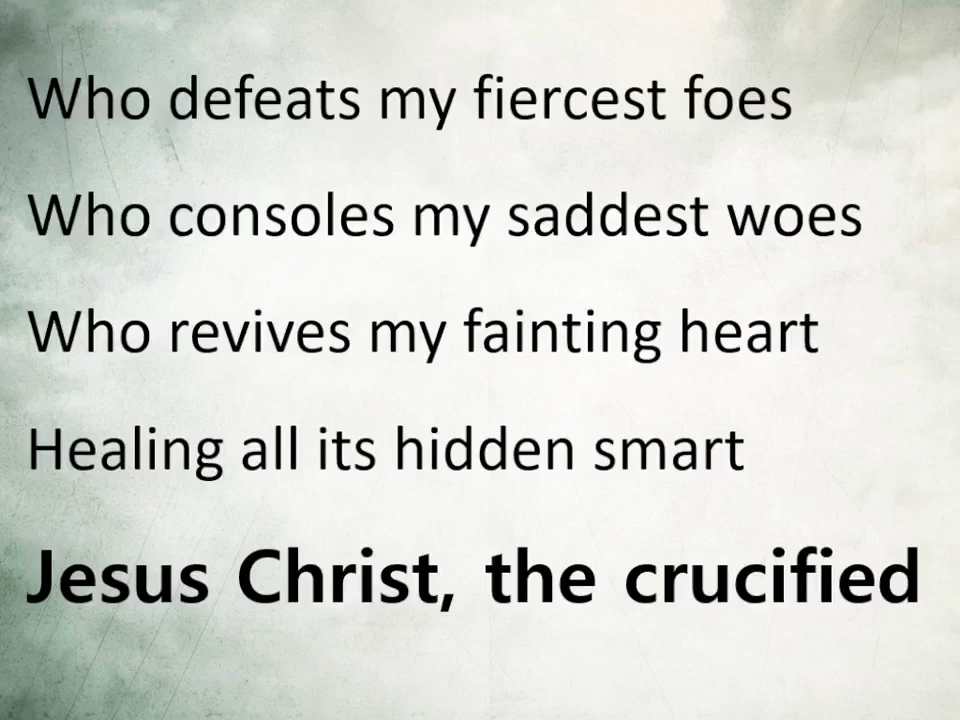 Who defeats my fiercest foes
Who consoles my saddest woes
Who revives my fainting heart
Healing all its hidden smart
Jesus Christ, the crucified